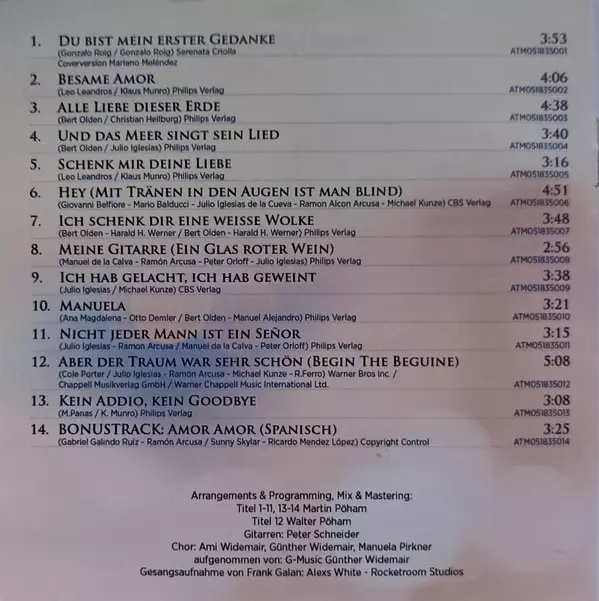 1. DU BIST MEIN ERSTER GEDANKE 3:53
(Gonzalo Roig / Gonzalo Roig) Serenata Criolla ATM051835001
Coverversion Mariano Meléndez
2. BESAME AMOR 4:06
(Leo Leandros / Klaus Munro) Philips Verlag ATM051835002
3. ALLE LIEBE DIESER ERDE 4:38
(Bert Olden / Christian Heilburg) Philips Verlag ATM051835003
4. UND DAS MEER SINGT SEIN LIED 3:40
(Bert Olden / Julio Iglesias) Philips Verlag ATM051835004
5. SCHENK MIR DEINE LIEBE 3:16
(Leo Leandros / Klaus Munro) Philips Verlag ATM051835005
6. HEY (MIT TRÄNEN IN DEN AUGEN IST MAN BLIND) 4:51
(Giovanni Belfiore - Mario Balducci - Julio Iglesias de la Cueva - Ramon Alcon Arcusa - Michael Kunze) CBS Verlag ATM051835006
7. ICH SCHENK DIR EINE WEISSE WOLKE 3:48
(Bert Olden - Harald H. Werner / Bert Olden - Harald H. Werner) Philips Verlag ATM051835007
8. MEINE GITARRE (EIN GLAS ROTER WEIN) 2:56
(Manuel de la Calva - Ramón Arcusa - Peter Orloff - Julio Iglesias) Philips Verlag ATM051835008
9. ICH HAB GELACHT, ICH HAB GEWEINT 3:38
(Julio Iglesias / Michael Kunze) CBS Verlag ATM051835009
10. MANUELA 3:21
(Ana Magdalena - Otto Demler / Bert Olden - Manuel Alejandro) Philips Verlag ATM051835010
11. NICHT JEDER MANN IST EIN SEÑOR 3:15
(Julio Iglesias - Ramon Arcusa / Manuel de la Calva - Peter Orloff) Philips Verlag ATM051835011
12. ABER DER TRAUM WAR SEHR SCHÖN (BEGIN THE BEGUINE) 5:08
(Cole Porter / Julio Iglesias - Ramón Arcusa - Michael Kunze - R.Ferro) Warner Bros Inc. /
Chappell Musikverlag GmbH / Warner Chappell Music International Ltd. ATM051835012
13. KEIN ADDIO, KEIN GOODBYE 3:08
(M.Panas / K. Munro) Philips Verlag ATM051835013
14. BONUSTRACK: AMOR AMOR (SPANISCH) 3:25
(Gabriel Galindo Ruiz - Ramón Arcusa / Sunny Skylar - Ricardo Mendez López) Copyright Control ATM051835014
Arrangements & Programming, Mix & Mastering:
Titel 1-11, 13-14 Martin Pöham
Titel 12 Walter Pöham
Gitarren: Peter Schneider
Chor: Ami Widemair, Günther Widemair, Manuela Pirkner
aufgenommen von: G-Music Günther Widemair
Gesangsaufnahme von Frank Galan: Alexs White - Rocketroom Studios